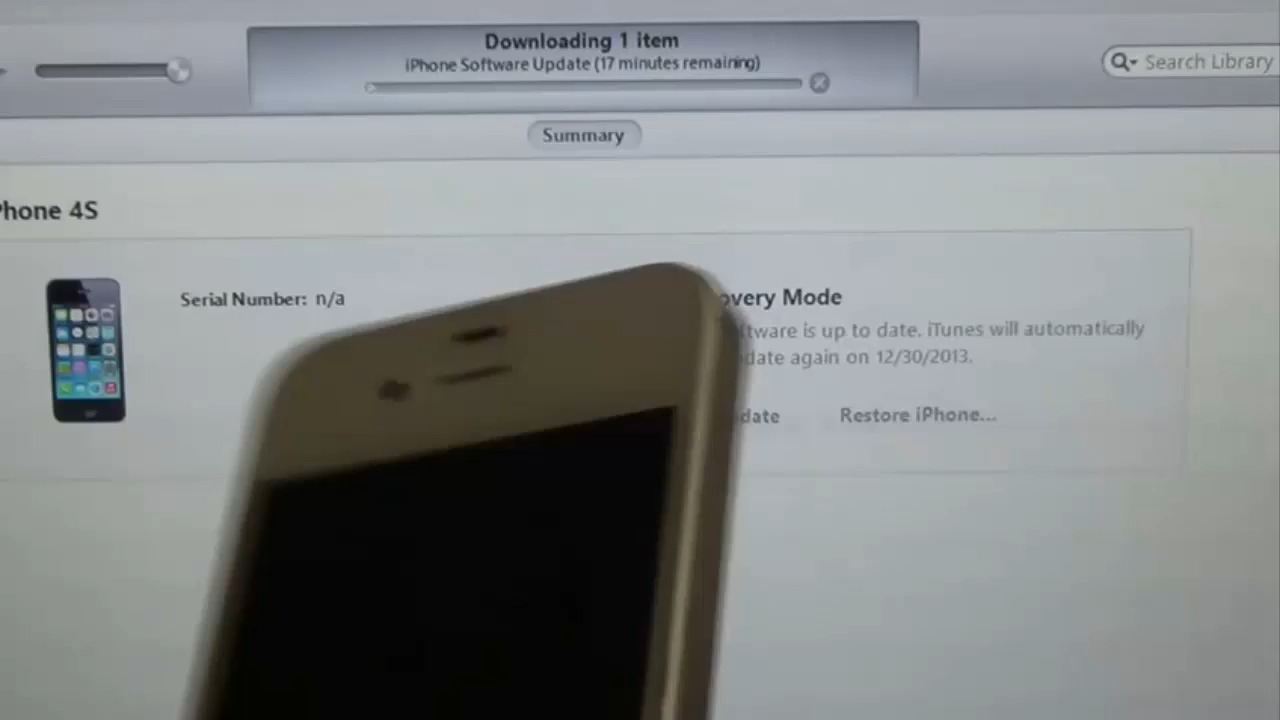 Downloading 1 item
iPhone Software Update (17 minutes remaining)
Search Library
Summary
Phone 4S
Serial Number: n/a
overy Mode
tware is up to date. iTunes will automatically
date again on 12/30/2013.
date
Restore iPhone...